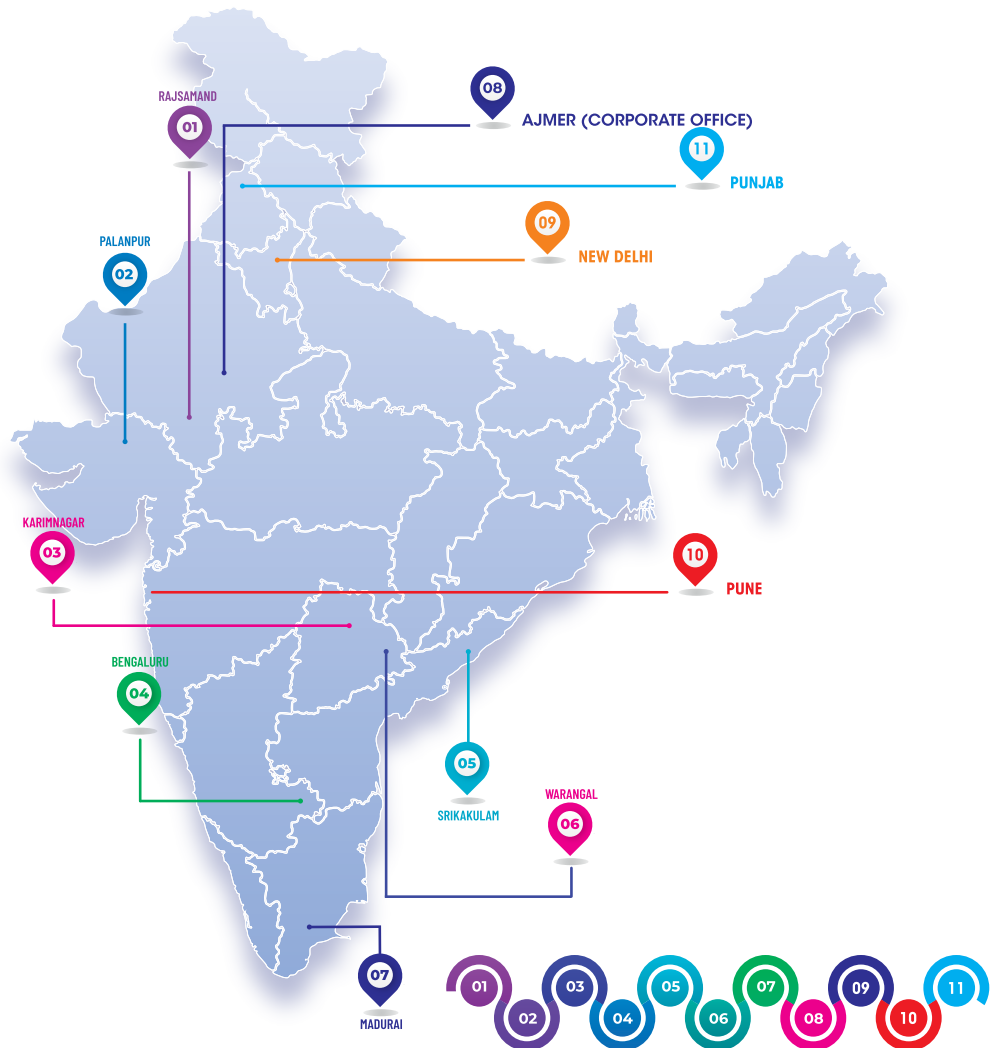 08
RAJSAMAND
01
AJMER (CORPORATE OFFICE)
11
PUNJAB
09
NEW DELHI
PALANPUR
02
KARIMNAGAR
03
10
PUNE
BENGALURU
04
05
SRIKAKULAM
WARANGAL
06
07
MADURAI
01
02
03
04
05
06
07
08
09
10
11